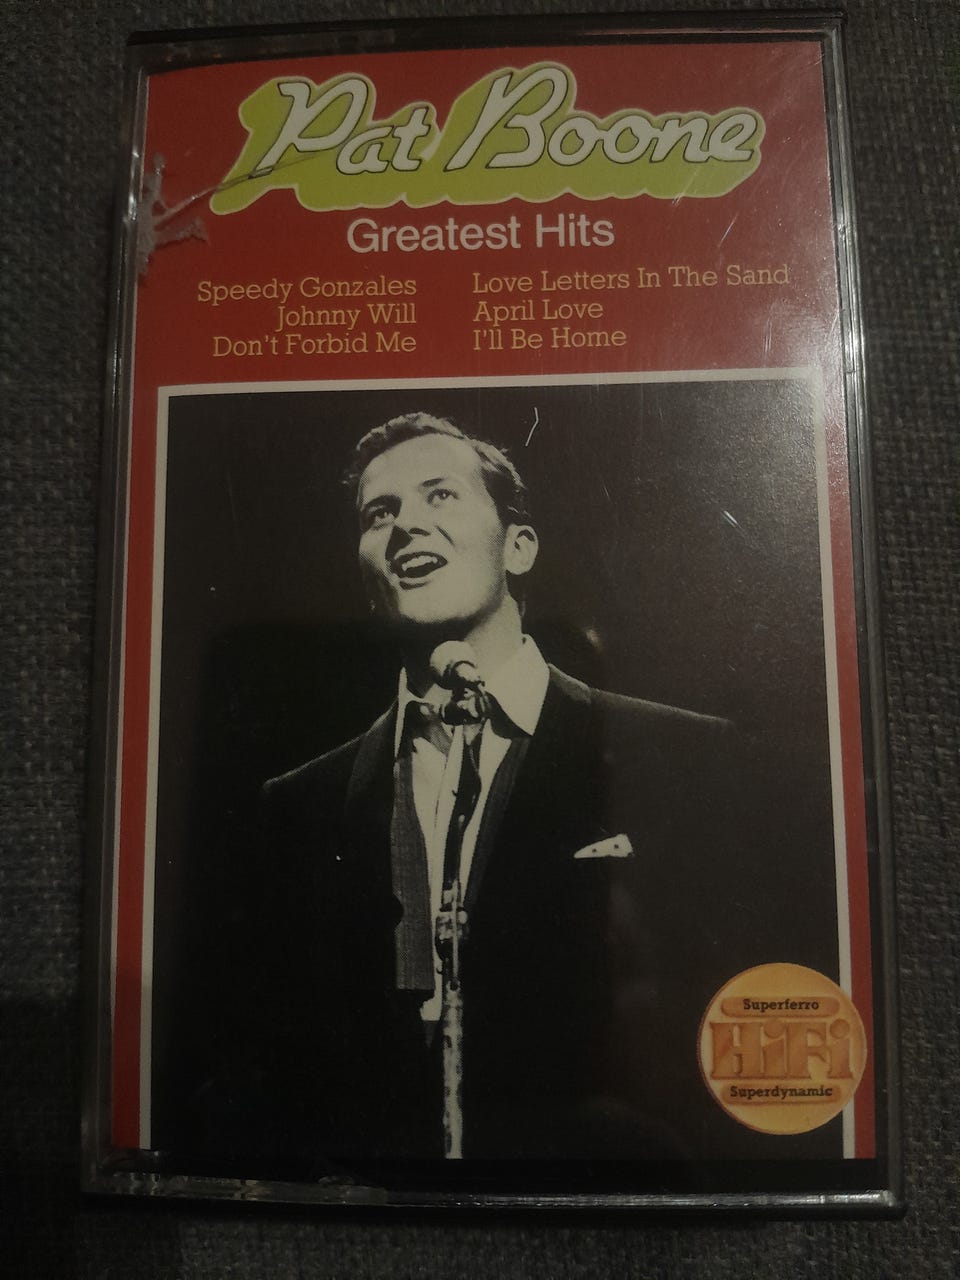 Pat Boone
Greatest Hits
Speedy Gonzales
Johnny Will
Don't Forbid Me
Love Letters In The Sand
April Love
I'll Be Home
Superferro
HiFi
Superdynamic